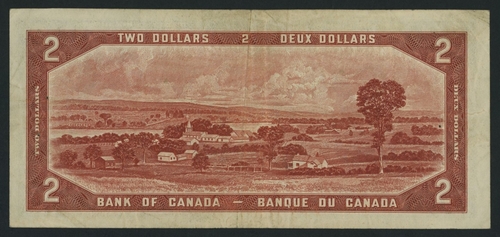 TWO DOLLARS 2 DEUX DOLLARS
2 2
TWO DOLLARS
DEUX DOLLARS
2 2
BANK OF CANADA — BANQUE DU CANADA